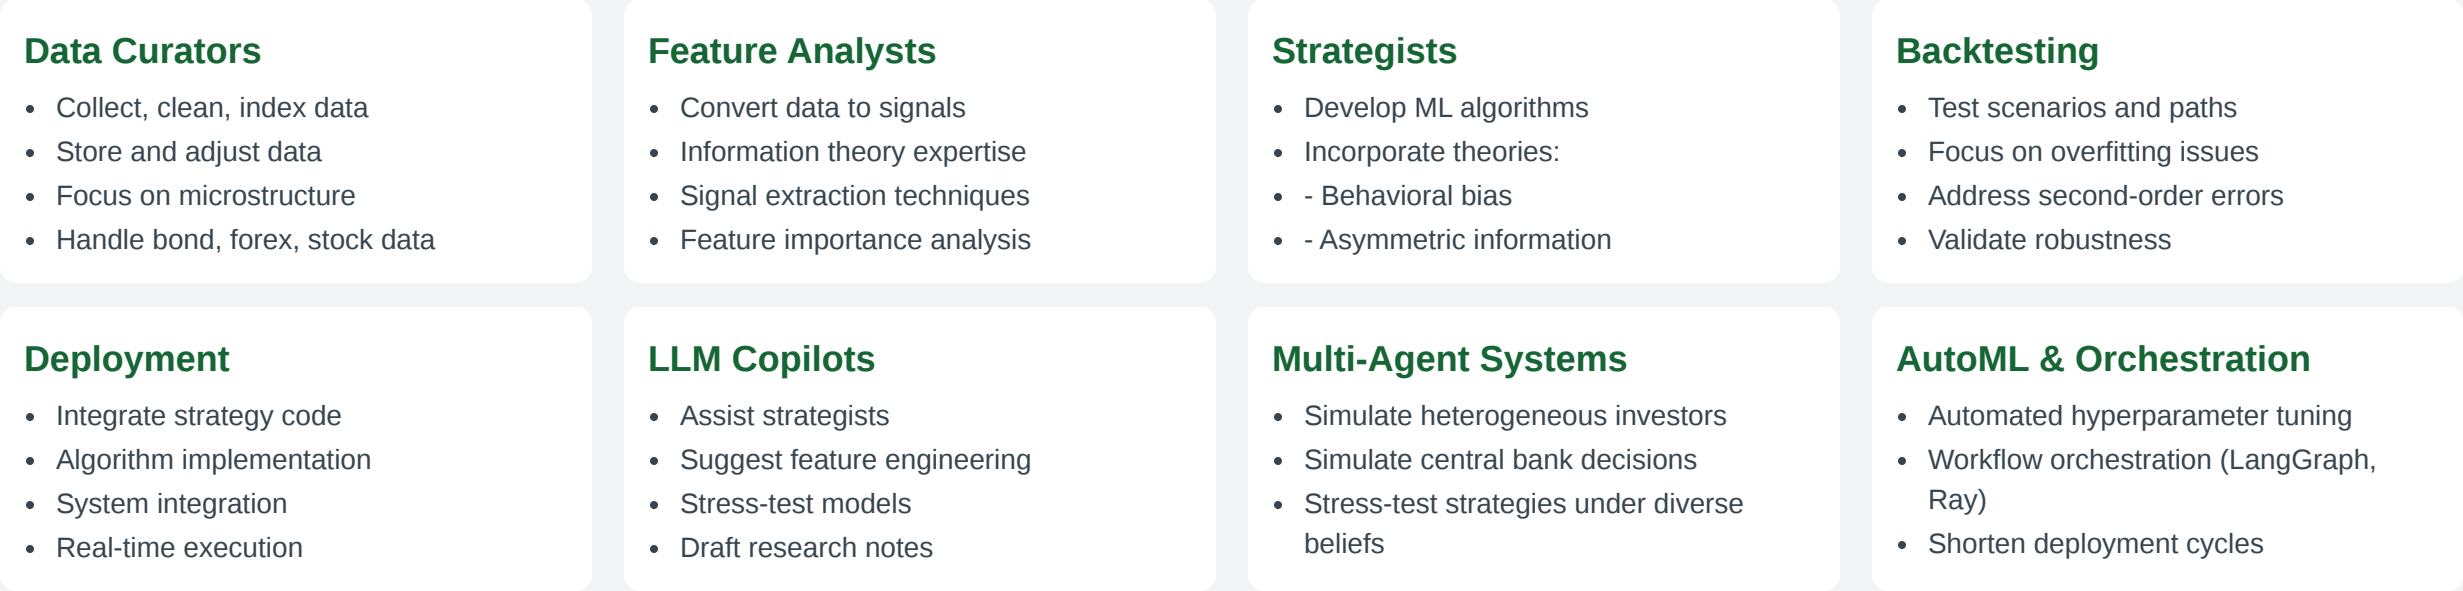 Data Curators
• Collect, clean, index data
• Store and adjust data
• Focus on microstructure
• Handle bond, forex, stock data
Feature Analysts
• Convert data to signals
• Information theory expertise
• Signal extraction techniques
• Feature importance analysis
Strategists
• Develop ML algorithms
• Incorporate theories:
• - Behavioral bias
• - Asymmetric information
Backtesting
• Test scenarios and paths
• Focus on overfitting issues
• Address second-order errors
• Validate robustness
Deployment
• Integrate strategy code
• Algorithm implementation
• System integration
• Real-time execution
LLM Copilots
• Assist strategists
• Suggest feature engineering
• Stress-test models
• Draft research notes
Multi-Agent Systems
• Simulate heterogeneous investors
• Simulate central bank decisions
• Stress-test strategies under diverse
beliefs
AutoML & Orchestration
• Automated hyperparameter tuning
• Workflow orchestration (LangGraph,
Ray)
• Shorten deployment cycles